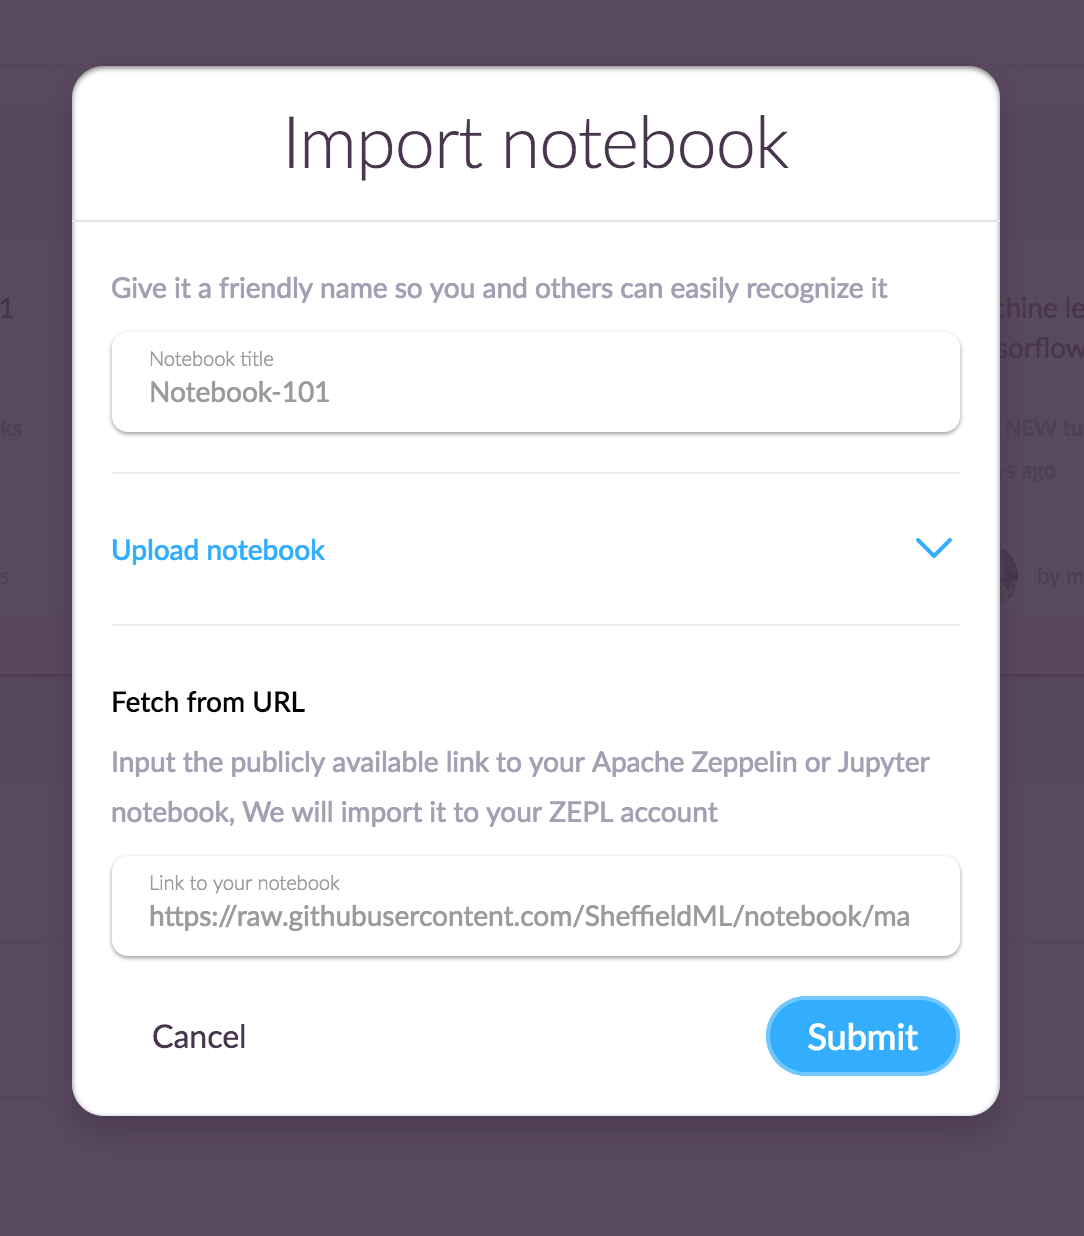 Import notebook
Give it a friendly name so you and others can easily recognize it
Notebook title
Notebook-101
Upload notebook
Fetch from URL
Input the publicly available link to your Apache Zeppelin or Jupyter
notebook, We will import it to your ZEPL account
Link to your notebook
https://raw.githubusercontent.com/SheffieldML/notebook/ma
Cancel
Submit
1
ks
s
chine le
sorflow
NEW tu
ys ago
by m